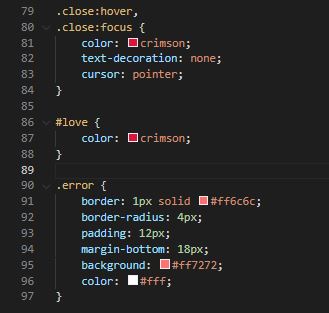 79 .close:hover,
80 .close:focus {
81 color: crimson;
82 text-decoration: none;
83 cursor: pointer;
84 }
85
86 #love {
87 color: crimson;
88 }
89
90 .error {
91 border: 1px solid #ff6c6c;
92 border-radius: 4px;
93 padding: 12px;
94 margin-bottom: 18px;
95 background: #ff7272;
96 color: #fff;
97 }